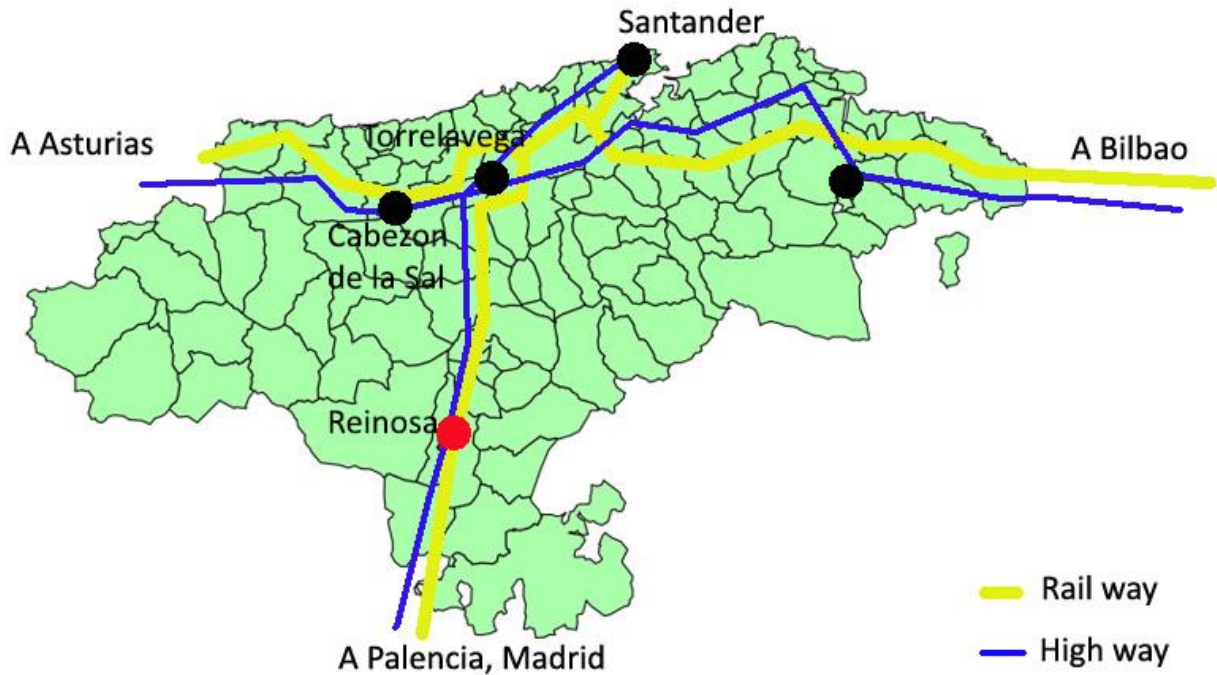 Santander
Torrelavega
A Asturias
A Bilbao
Cabezon
de la Sal
Reinosa
Rail way
High way
A Palencia, Madrid